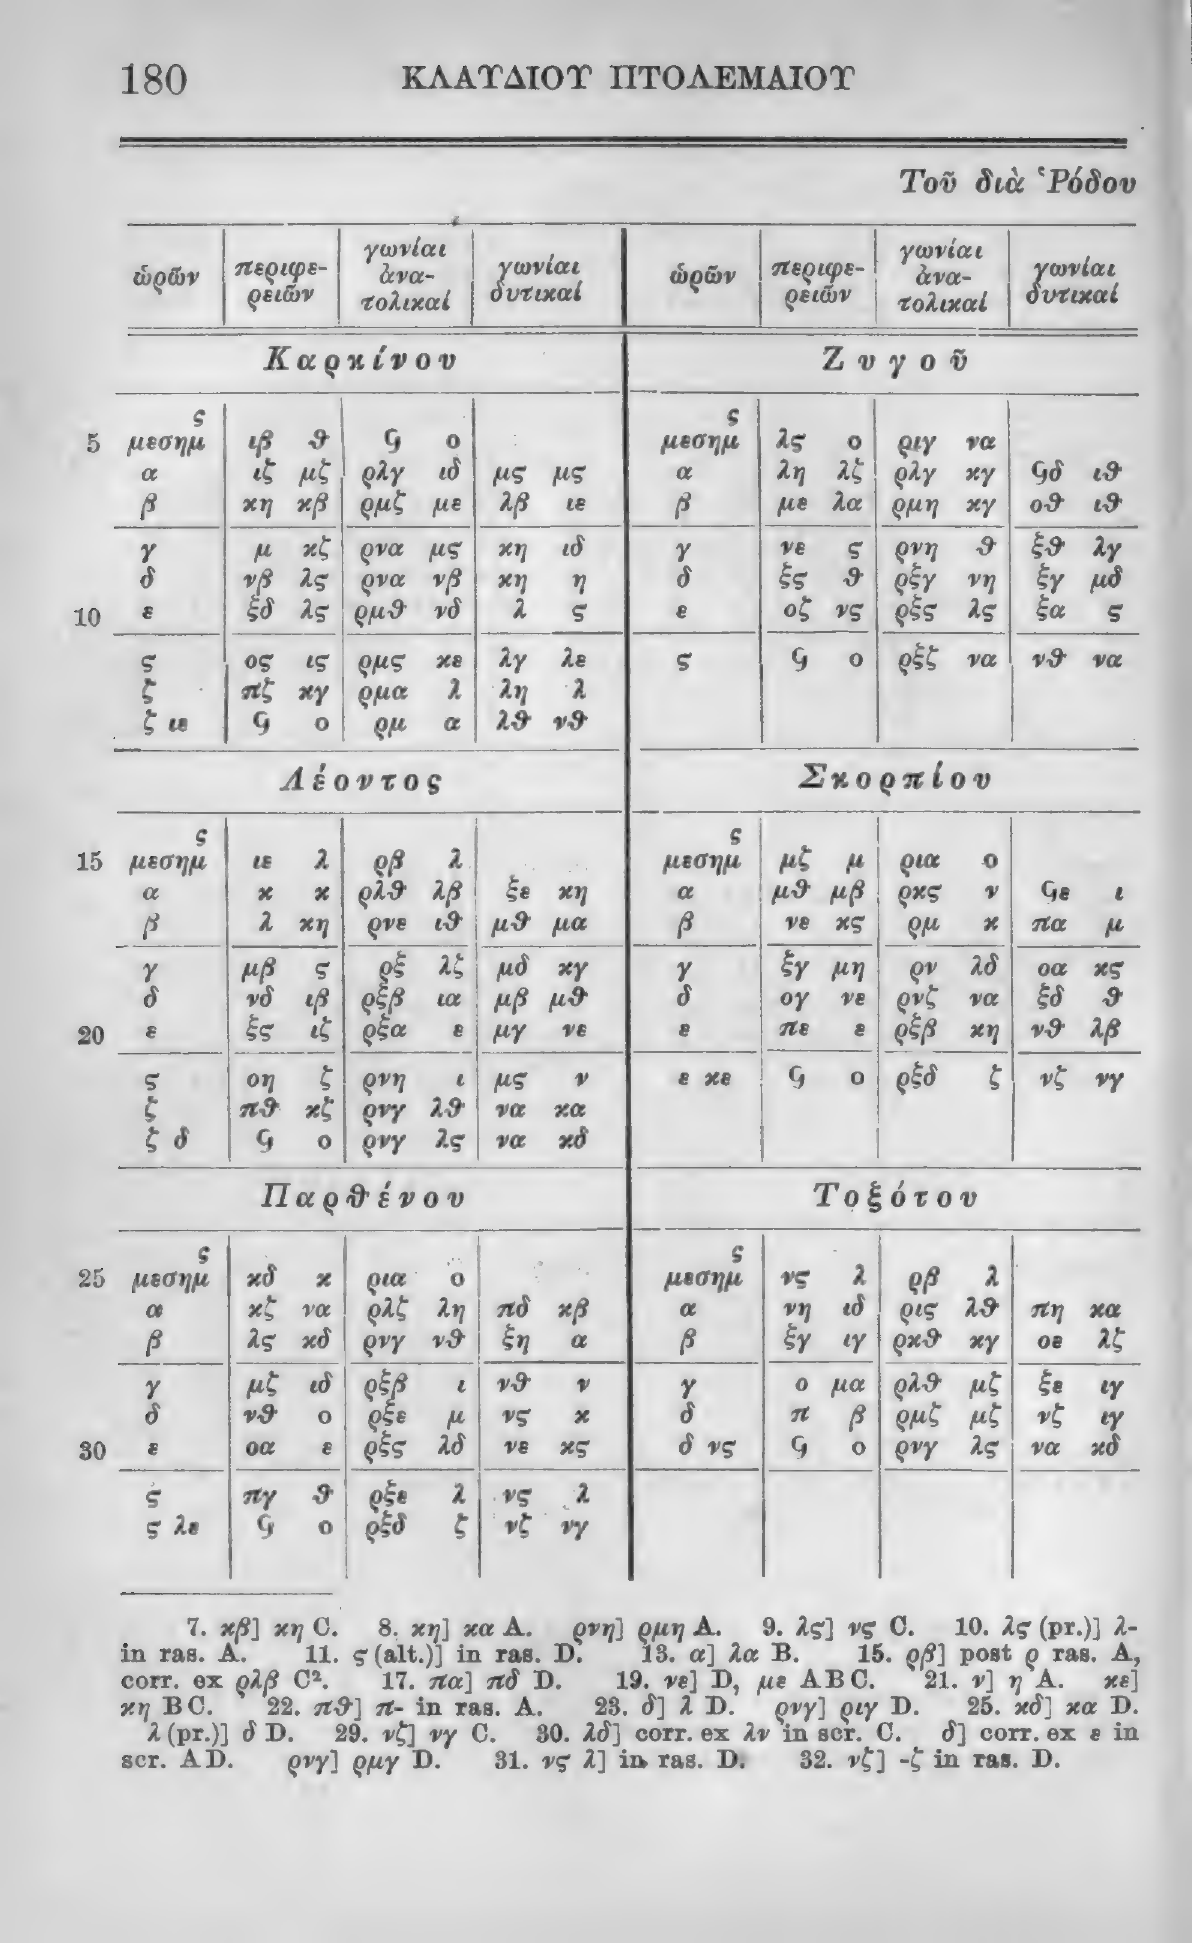 180 ΚΛΑΥΔΙΟΥ ΠΤΟΛΕΜΑΙΟΥ
Τοῦ διὰ Ῥόδου
ὡρῶν περιφε- γωνίαι γωνίαι ὡρῶν περιφε- γωνίαι γωνίαι
ρειῶν ἀνα- δυτικαί ρειῶν ἀνα- δυτικαί
τολικαί τολικαί
Καρκίνου Ζυγοῦ
ς ς
5 μεσημ ιβ θ ϟ ο μεσημ λς ο ριγ να
α ιζ μζ ρλγ ιδ μς μς α λη λζ ρλγ κγ ϟδ ιθ
β κη κβ ρμζ με λβ ιε β με λα ρμη κγ οθ ιθ
γ μ κζ ρνα μς κη ιδ γ νε ς ρνη θ ξθ λγ
δ νβ λς ρνα νβ κη η δ ξς θ ρξγ νη ξγ μδ
10 ε ξδ λς ρμθ νδ λ ς ε οζ νς ρξς λς ξα ς
ς ος ις ρμς κε λγ λε ς ϟ ο ρξζ να νθ να
ζ πζ κγ ρμα λ λη λ
ζ ιε ϟ ο ρμ α λθ νθ
Λέοντος Σκορπίου
ς ς
15 μεσημ ιε λ ρβ λ μεσημ μζ μ ρια ο
α κ κ ρλθ λβ ξε κη α μθ μβ ρκς ν ϟε ι
β λ κη ρνε ιθ μθ μα β νε κς ρμ κ πα μ
γ μβ ς ρξ λζ μδ κγ γ ξγ μη ρν λδ οα κς
δ νδ ιβ ρξβ ια μβ μθ δ ογ νε ρνζ να ξδ θ
20 ε ξς ιζ ρξα ε μγ νε ε πε ε ρξβ κη νθ λβ
ς οη ζ ρνη ι μς ν ε κε ϟ ο ρξδ ζ νζ νγ
ζ πθ κζ ρνγ λθ να κα
ζ δ ϟ ο ρνγ λς να κδ
Παρθένου Τοξότου
ς ς
25 μεσημ κδ κ ρια ο μεσημ νς λ ρβ λ
α κζ να ρλζ λη πδ κβ α νη ιδ ρις λθ πη κα
β λς κδ ρνγ νθ ξη α β ξγ ιγ ρκθ κγ οε λζ
γ μζ ιδ ρξβ ι νθ ν γ ο μα ρλθ μζ ξε ιγ
δ νθ ο ρξε μ νς κ δ π β ρμζ μζ νζ ιγ
30 ε οα ε ρξς λδ νε κς δ νς ϟ ο ρνγ λς να κδ
ς πγ θ ρξε λ νς λ
ς λε ϟ ο ρξδ ζ νζ νγ
7. κβ] κη C. 8. κη] κα A. ρνη] ρμη A. 9. λς] νς C. 10. λς (pr.)] λ-
in ras. A. 11. ς (alt.)] in ras. D. 13. α] λα B. 15. ρβ] post ρ ras. A,
corr. ex ρλβ C². 17. πα] πδ D. 19. νε] D, με ABC. 21. ν] η A. κε]
κη BC. 22. πθ] π- in ras. A. 23. δ] λ D. ρνγ] ριγ D. 25. κδ] κα D.
λ (pr.)] δ D. 29. νζ] νγ C. 30. λδ] corr. ex λν in scr. C. δ] corr. ex ε in
scr. AD. ρνγ] ρμγ D. 31. νς λ] in ras. D. 32. νζ] -ζ in ras. D.